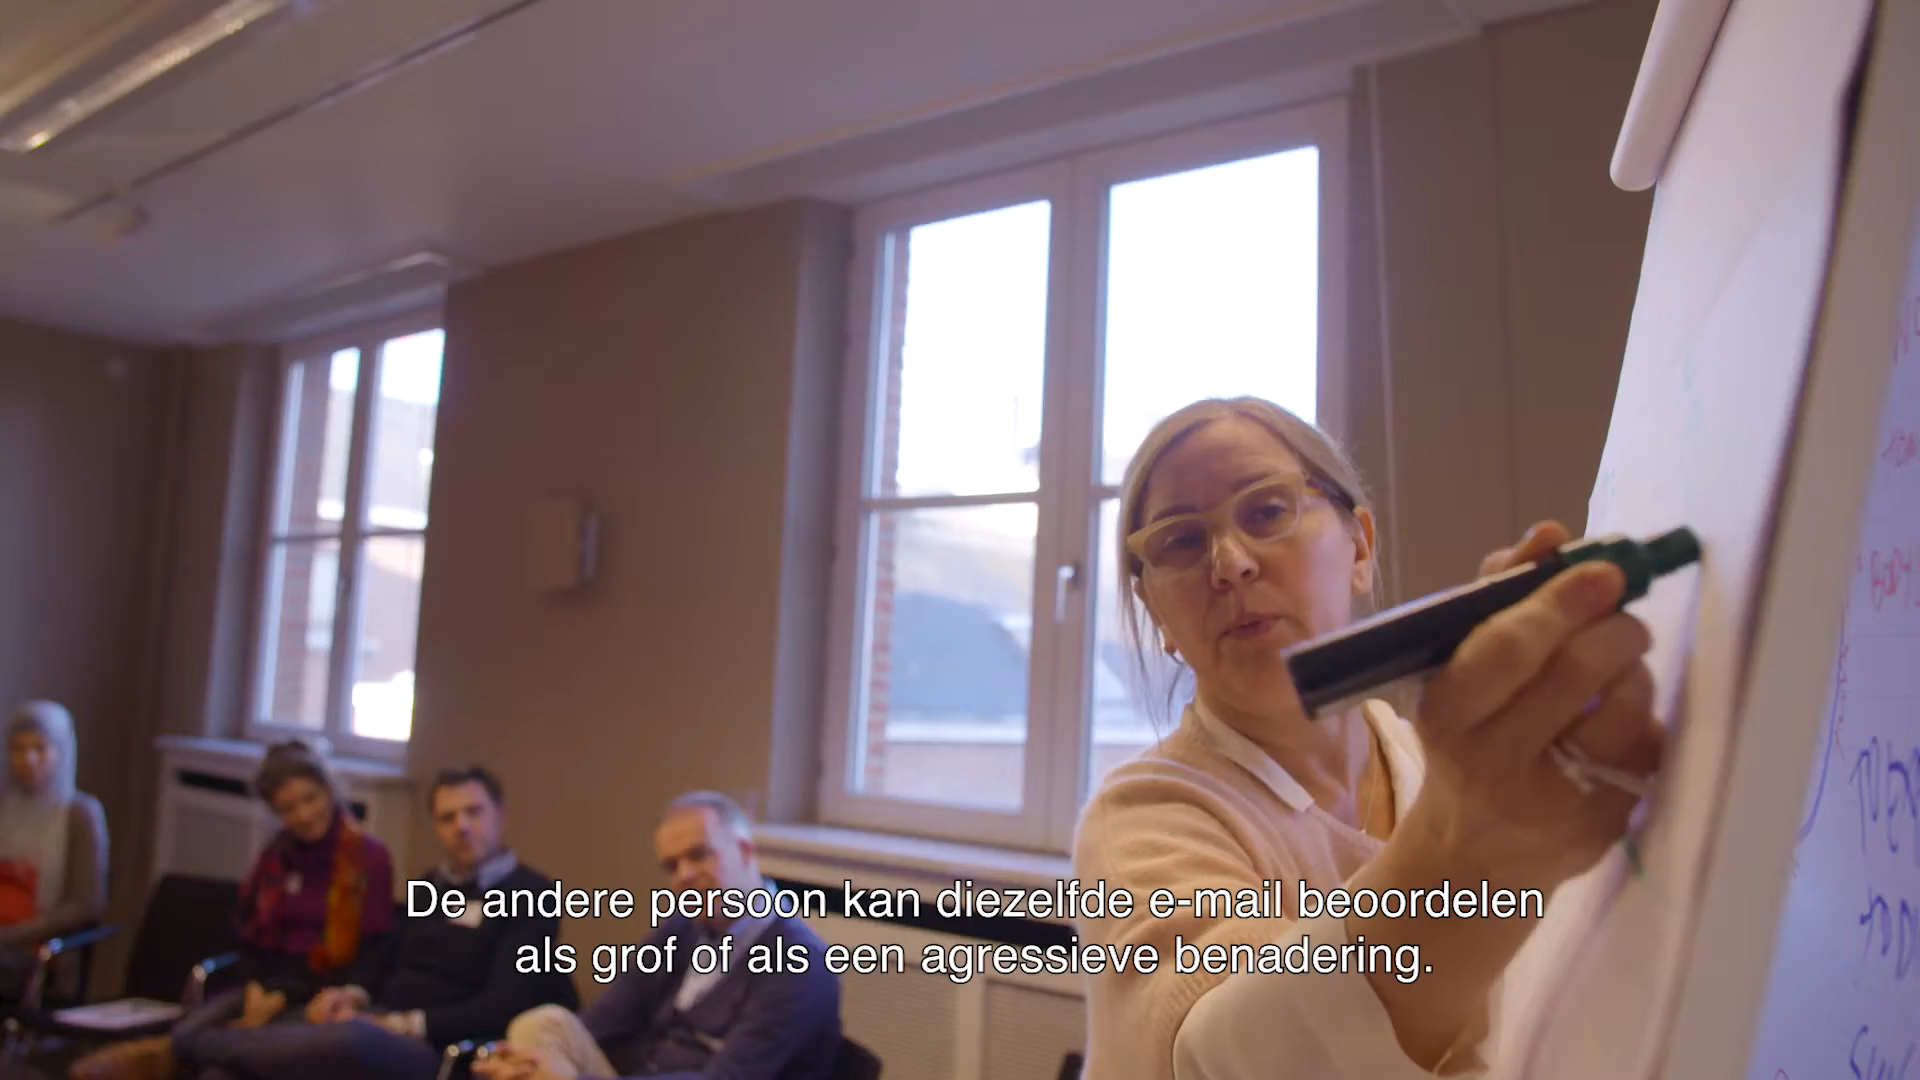 De andere persoon kan diezelfde e-mail beoordelen
als grof of als een agressieve benadering.